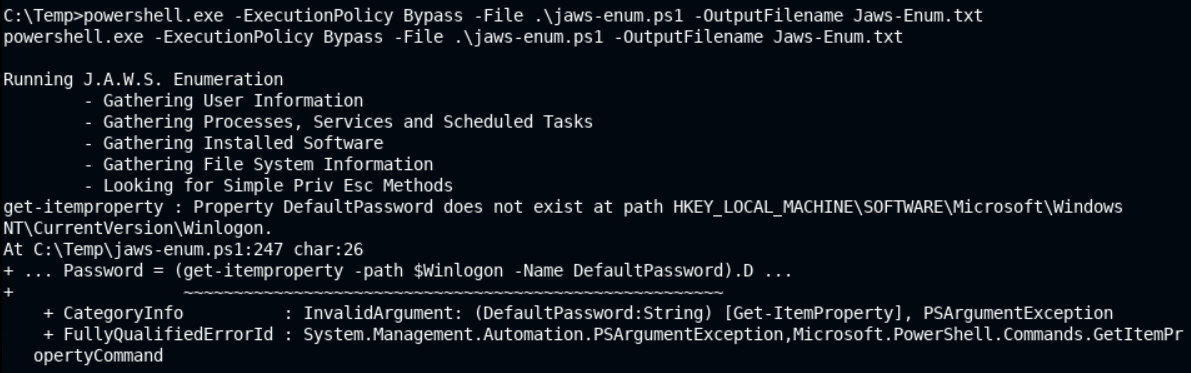 C:\Temp>powershell.exe -ExecutionPolicy Bypass -File .\jaws-enum.ps1 -OutputFilename Jaws-Enum.txt
powershell.exe -ExecutionPolicy Bypass -File .\jaws-enum.ps1 -OutputFilename Jaws-Enum.txt
Running J.A.W.S. Enumeration
        - Gathering User Information
        - Gathering Processes, Services and Scheduled Tasks
        - Gathering Installed Software
        - Gathering File System Information
        - Looking for Simple Priv Esc Methods
get-itemproperty : Property DefaultPassword does not exist at path HKEY_LOCAL_MACHINE\SOFTWARE\Microsoft\Windows
NT\CurrentVersion\Winlogon.
At C:\Temp\jaws-enum.ps1:247 char:26
+ ... Password = (get-itemproperty -path $Winlogon -Name DefaultPassword).D ...
+                 ~~~~~~~~~~~~~~~~~~~~~~~~~~~~~~~~~~~~~~~~~~~~~~~~~~~~~~
    + CategoryInfo          : InvalidArgument: (DefaultPassword:String) [Get-ItemProperty], PSArgumentException
    + FullyQualifiedErrorId : System.Management.Automation.PSArgumentException,Microsoft.PowerShell.Commands.GetItemPr
   opertyCommand